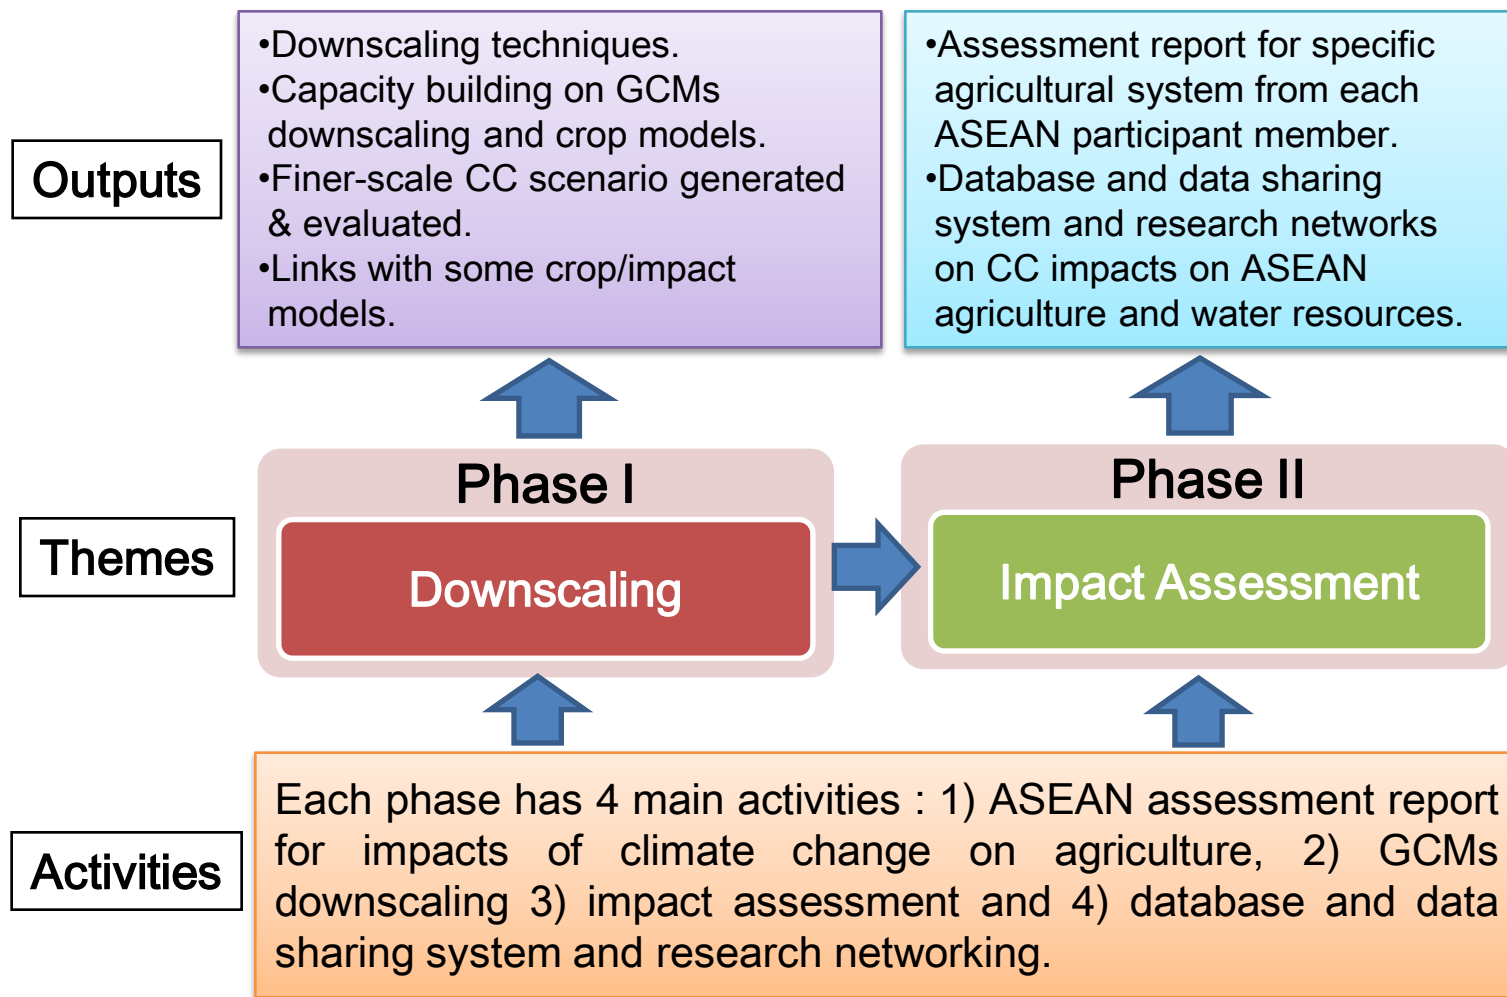 Outputs
•Downscaling techniques.
•Capacity building on GCMs
downscaling and crop models.
•Finer-scale CC scenario generated
& evaluated.
•Links with some crop/impact
models.
•Assessment report for specific
agricultural system from each
ASEAN participant member.
•Database and data sharing
system and research networks
on CC impacts on ASEAN
agriculture and water resources.
Themes
Phase I
Downscaling
Phase II
Impact Assessment
Activities
Each phase has 4 main activities : 1) ASEAN assessment report
for impacts of climate change on agriculture, 2) GCMs
downscaling 3) impact assessment and 4) database and data
sharing system and research networking.